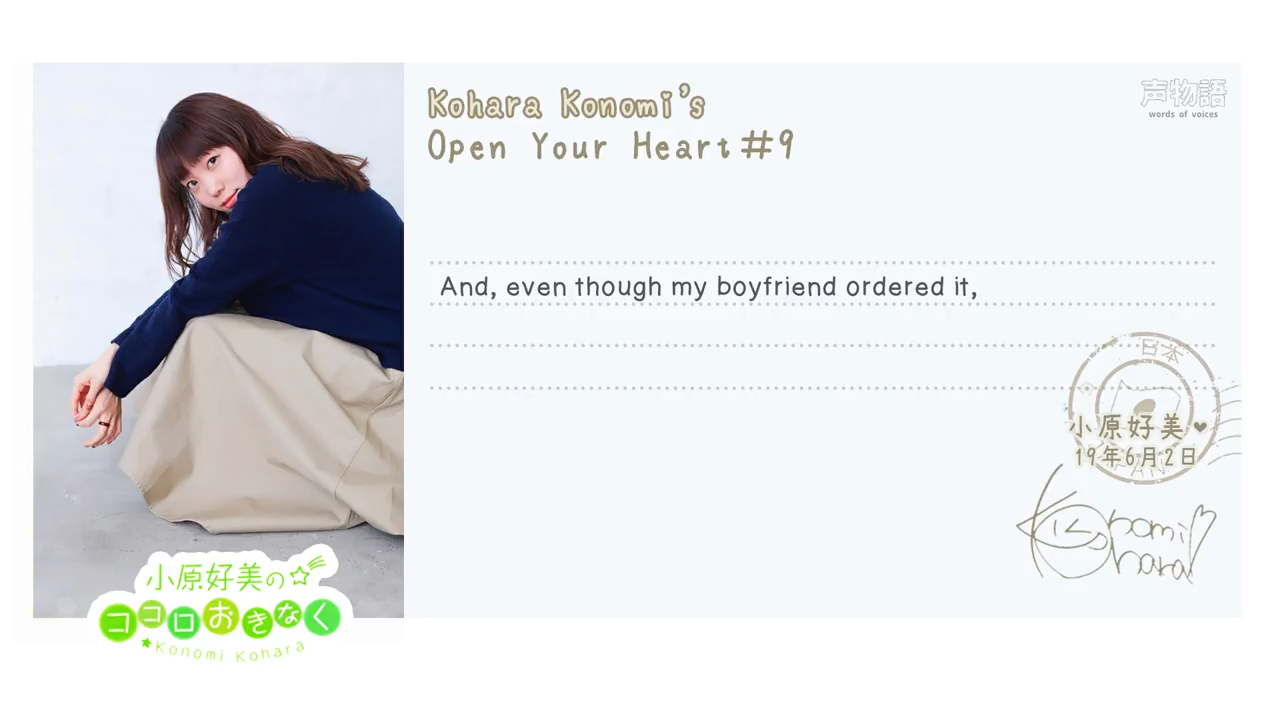 Kohara Konomi's
Open Your Heart #9
声物語
words of voices
And, even though my boyfriend ordered it,
日本
小原好美❤
19年6月2日
Konomi
Kohara
小原好美の☆
ココロおきなく
★Konomi Kohara